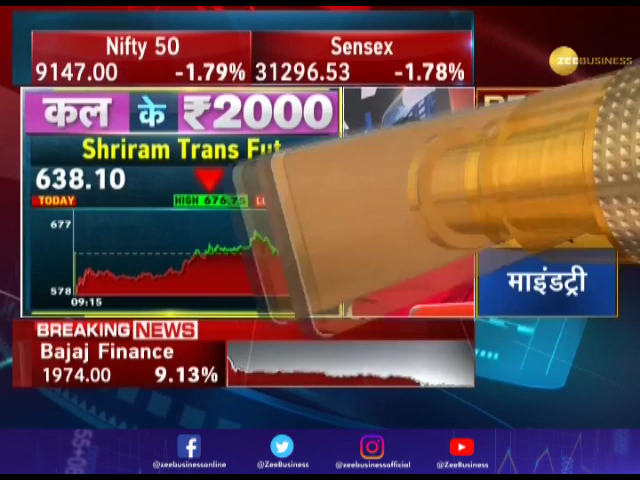 Nifty 50
9147.00 -1.79%
Sensex
31296.53 -1.78%
ZEEBUSINESS
कल के ₹2000
Shriram Trans Fut
638.10
TODAY
HIGH 676.75
677
578
09:15
माइंडट्री
BREAKING NEWS
Bajaj Finance
1974.00 9.13%
@zeebusinessonline
@ZeeBusiness
@zeebusinessofficial
@ZeeBusiness